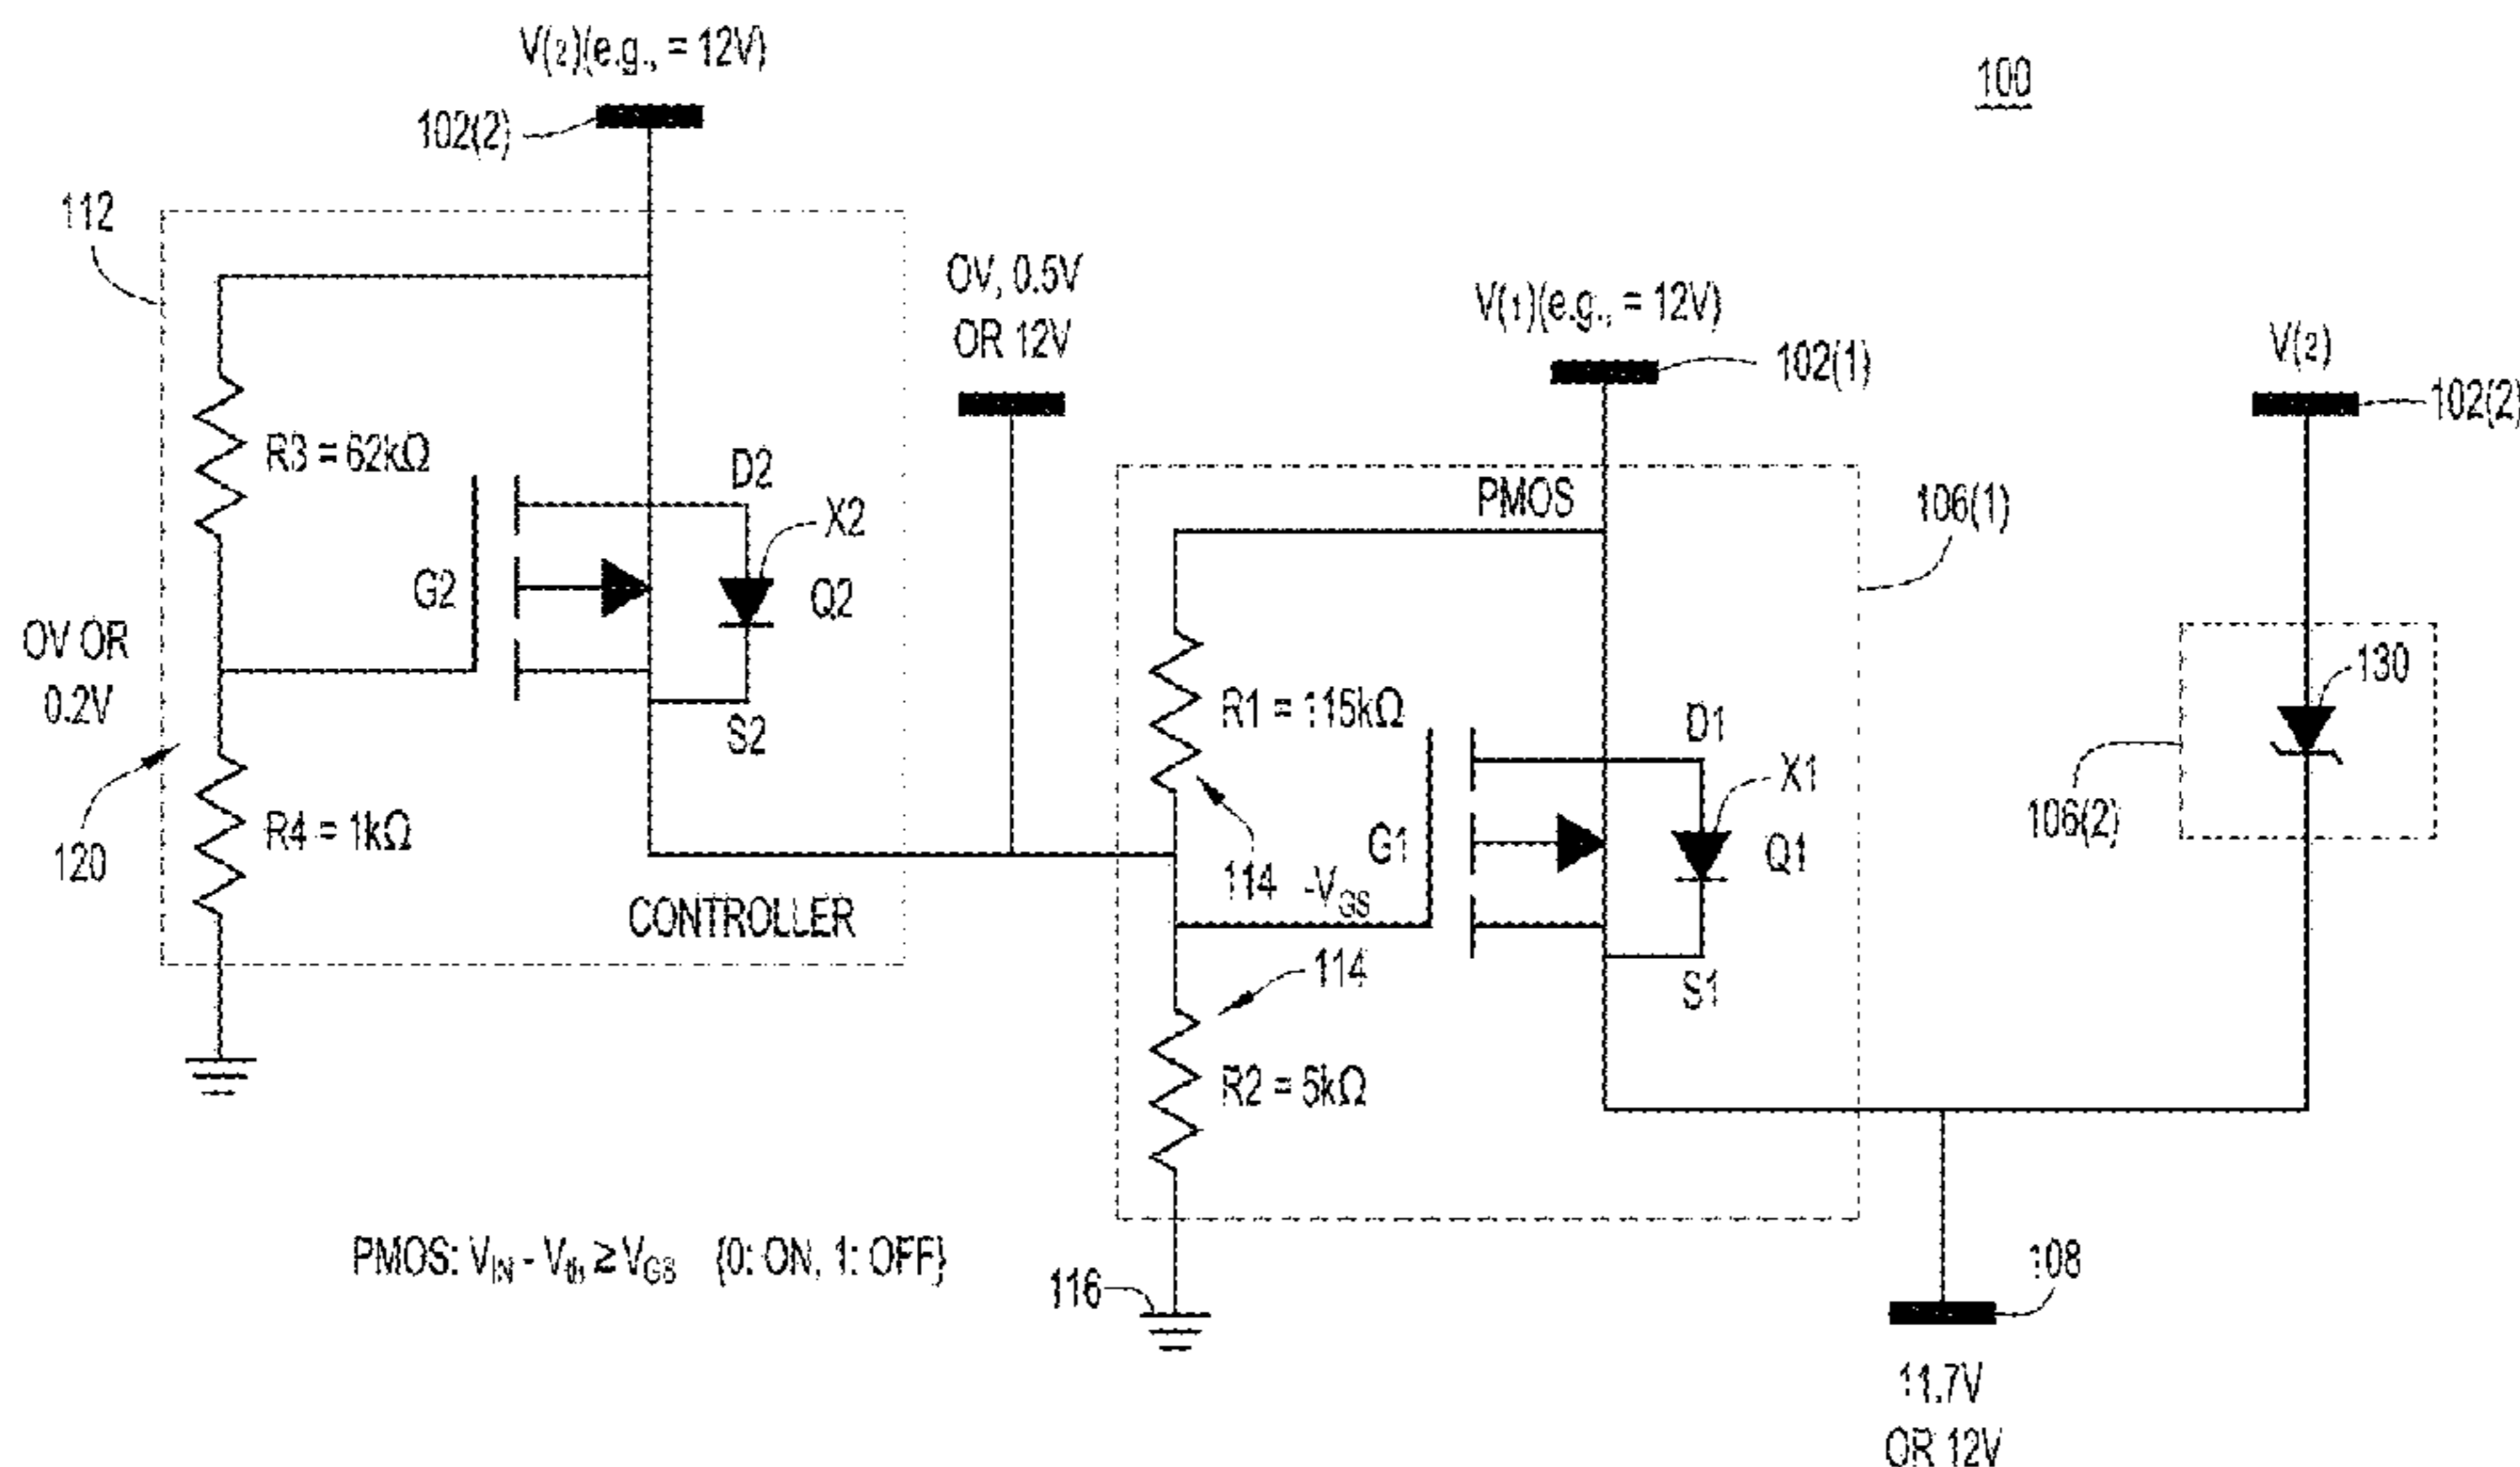 V(2)(e.g., = 12V)
100
102(2)
112
0V, 0.5V
OR 12V
V(1)(e.g., = 12V)
102(1)
V(2)
102(2)
R3 = 62kΩ
D2
X2
PMOS
106(1)
G2
Q2
0V OR
0.2V
130
R1 = 115kΩ
D1
S2
X1
106(2)
R4 = 1kΩ
120
G1
Q1
114
-VGS
CONTROLLER
114
S1
R2 = 5kΩ
PMOS: VIN - Vth ≥ VGS {0: ON, 1: OFF}
116
108
11.7V
OR 12V